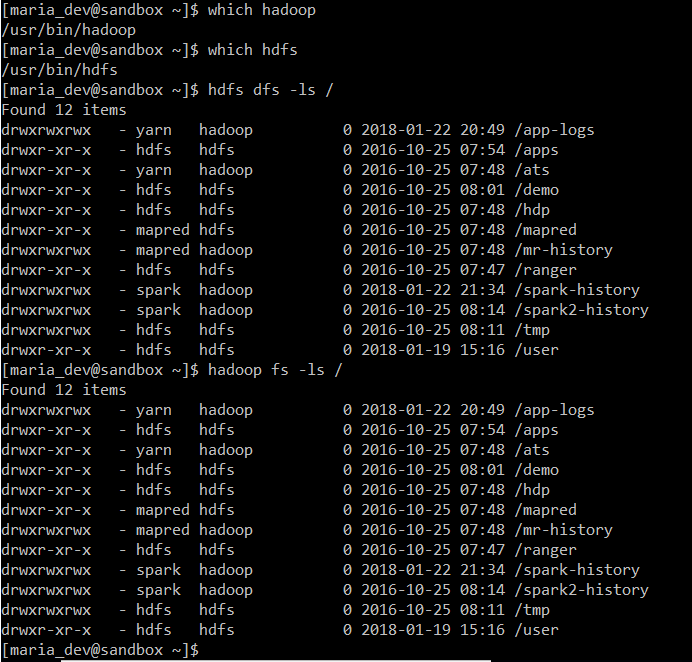 [maria_dev@sandbox ~]$ which hadoop
/usr/bin/hadoop
[maria_dev@sandbox ~]$ which hdfs
/usr/bin/hdfs
[maria_dev@sandbox ~]$ hdfs dfs -ls /
Found 12 items
drwxrwxrwx   - yarn   hadoop          0 2018-01-22 20:49 /app-logs
drwxr-xr-x   - hdfs   hdfs            0 2016-10-25 07:54 /apps
drwxr-xr-x   - yarn   hadoop          0 2016-10-25 07:48 /ats
drwxr-xr-x   - hdfs   hdfs            0 2016-10-25 08:01 /demo
drwxr-xr-x   - hdfs   hdfs            0 2016-10-25 07:48 /hdp
drwxr-xr-x   - mapred hdfs            0 2016-10-25 07:48 /mapred
drwxrwxrwx   - mapred hadoop          0 2016-10-25 07:48 /mr-history
drwxr-xr-x   - hdfs   hdfs            0 2016-10-25 07:47 /ranger
drwxrwxrwx   - spark  hadoop          0 2018-01-22 21:34 /spark-history
drwxrwxrwx   - spark  hadoop          0 2016-10-25 08:14 /spark2-history
drwxrwxrwx   - hdfs   hdfs            0 2016-10-25 08:11 /tmp
drwxr-xr-x   - hdfs   hdfs            0 2018-01-19 15:16 /user
[maria_dev@sandbox ~]$ hadoop fs -ls /
Found 12 items
drwxrwxrwx   - yarn   hadoop          0 2018-01-22 20:49 /app-logs
drwxr-xr-x   - hdfs   hdfs            0 2016-10-25 07:54 /apps
drwxr-xr-x   - yarn   hadoop          0 2016-10-25 07:48 /ats
drwxr-xr-x   - hdfs   hdfs            0 2016-10-25 08:01 /demo
drwxr-xr-x   - hdfs   hdfs            0 2016-10-25 07:48 /hdp
drwxr-xr-x   - mapred hdfs            0 2016-10-25 07:48 /mapred
drwxrwxrwx   - mapred hadoop          0 2016-10-25 07:48 /mr-history
drwxr-xr-x   - hdfs   hdfs            0 2016-10-25 07:47 /ranger
drwxrwxrwx   - spark  hadoop          0 2018-01-22 21:34 /spark-history
drwxrwxrwx   - spark  hadoop          0 2016-10-25 08:14 /spark2-history
drwxrwxrwx   - hdfs   hdfs            0 2016-10-25 08:11 /tmp
drwxr-xr-x   - hdfs   hdfs            0 2018-01-19 15:16 /user
[maria_dev@sandbox ~]$